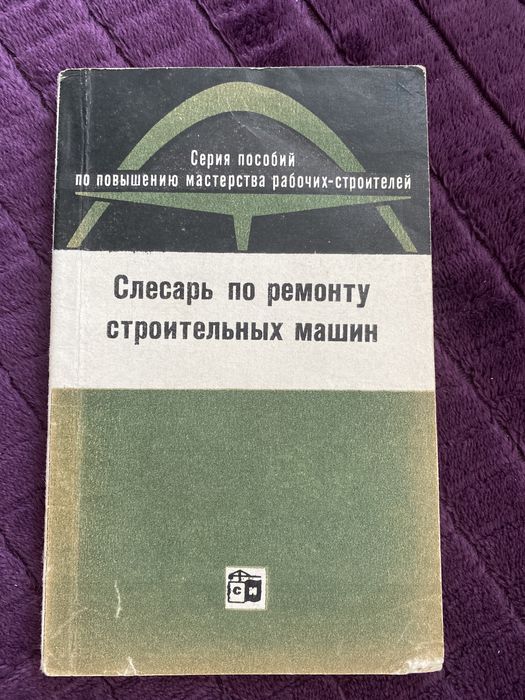 Серия пособий
по повышению мастерства рабочих-строителей
Слесарь по ремонту
строительных машин
С И